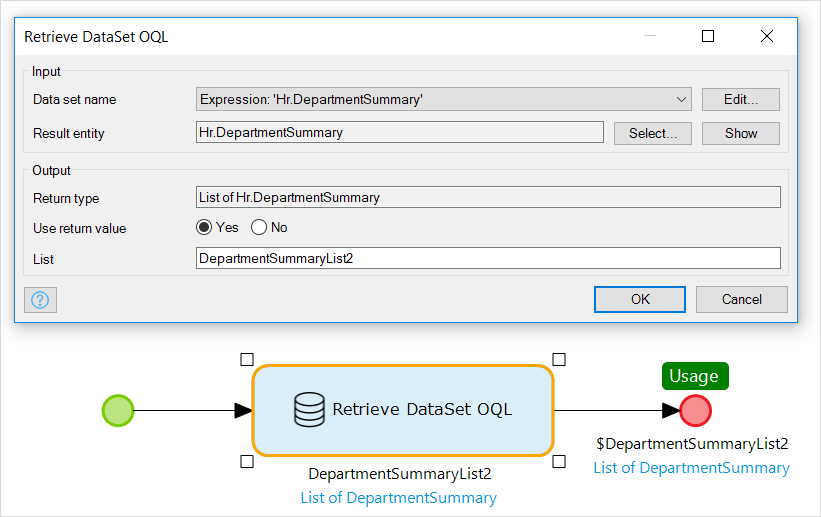 Retrieve DataSet OQL
Input
Data set name Expression: 'Hr.DepartmentSummary' Edit...
Result entity Hr.DepartmentSummary Select... Show
Output
Return type List of Hr.DepartmentSummary
Use return value Yes No
List DepartmentSummaryList2
? OK Cancel
Usage
Retrieve DataSet OQL
$DepartmentSummaryList2
List of DepartmentSummary
DepartmentSummaryList2
List of DepartmentSummary